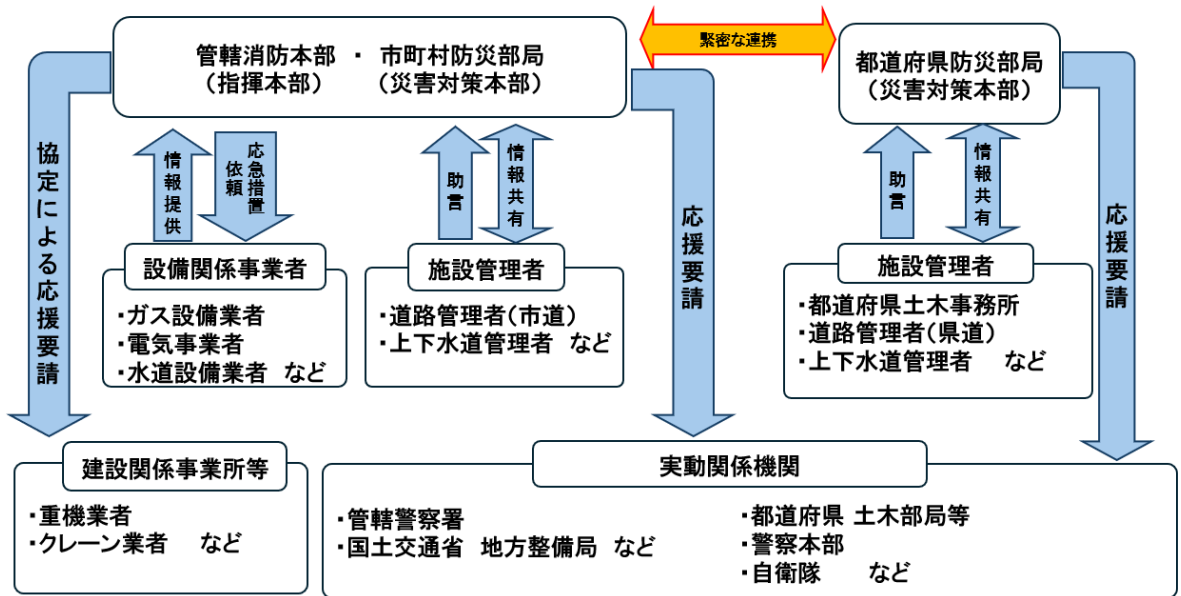 緊密な連携
管轄消防本部 ・ 市町村防災部局
(指揮本部) (災害対策本部)
都道府県防災部局
(災害対策本部)
協定による応援要請
情報提供
応急措置
依頼
助言
情報共有
応援要請
助言
情報共有
応援要請
設備関係事業者
・ガス設備業者
・電気事業者
・水道設備業者 など
施設管理者
・道路管理者(市道)
・上下水道管理者 など
施設管理者
・都道府県土木事務所
・道路管理者(県道)
・上下水道管理者 など
建設関係事業所等
・重機業者
・クレーン業者 など
実動関係機関
・管轄警察署
・国土交通省 地方整備局 など
・都道府県 土木部局等
・警察本部
・自衛隊 など